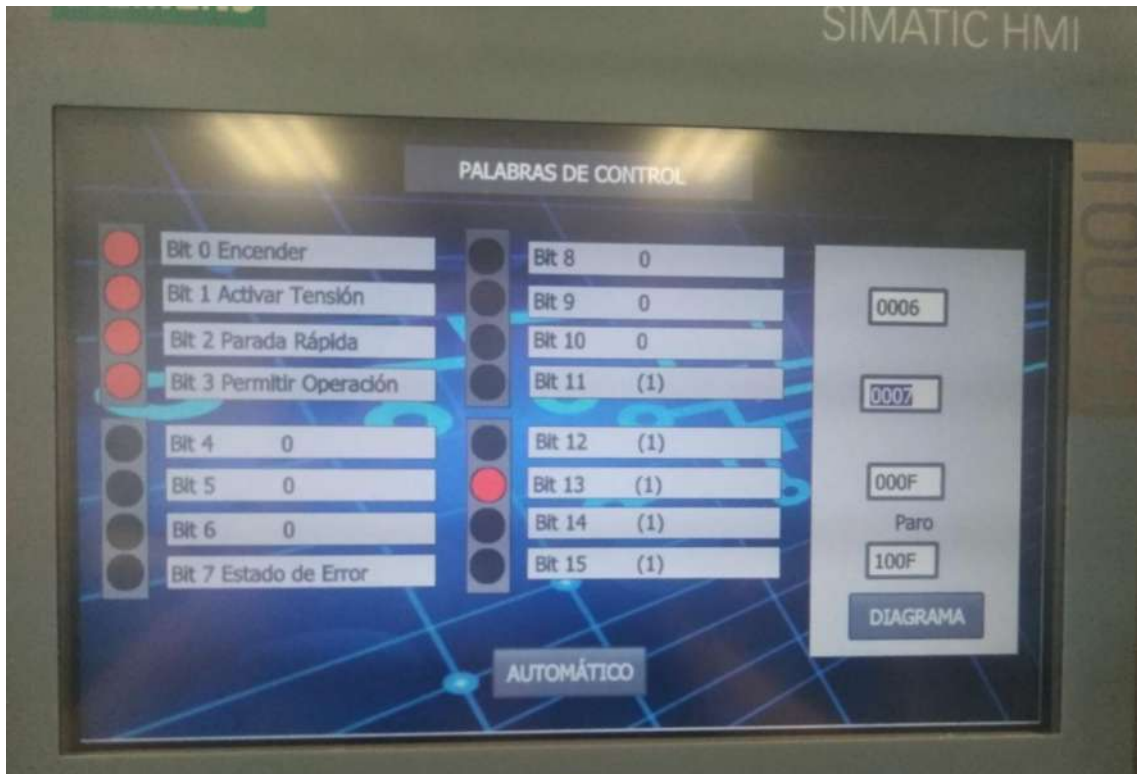 SIMATIC HMI
PALABRAS DE CONTROL
Bit 0 Encender
Bit 1 Activar Tensión
Bit 2 Parada Rápida
Bit 3 Permitir Operación
Bit 4 0
Bit 5 0
Bit 6 0
Bit 7 Estado de Error
Bit 8 0
Bit 9 0
Bit 10 0
Bit 11 (1)
Bit 12 (1)
Bit 13 (1)
Bit 14 (1)
Bit 15 (1)
0006
0007
000F
Paro
100F
DIAGRAMA
AUTOMÁTICO